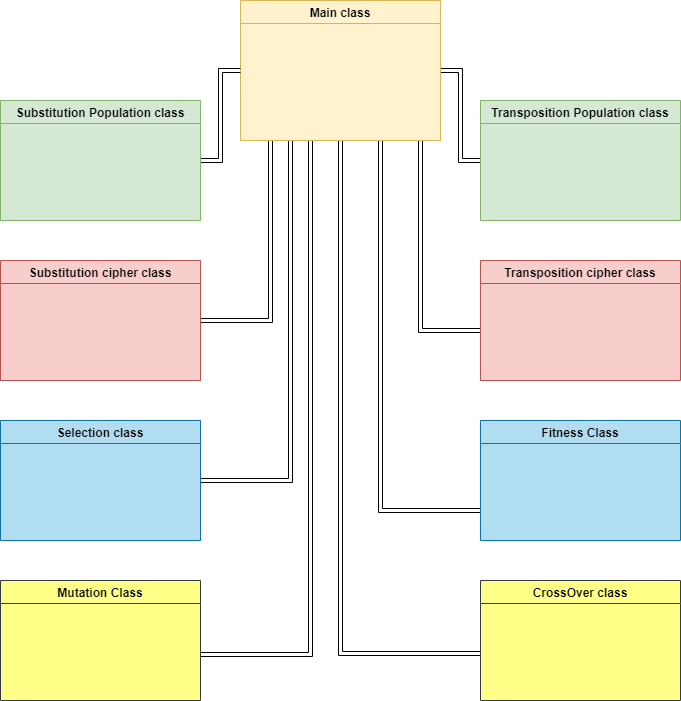 Main class
Substitution Population class
Transposition Population class
Substitution cipher class
Transposition cipher class
Selection class
Fitness Class
Mutation Class
CrossOver class